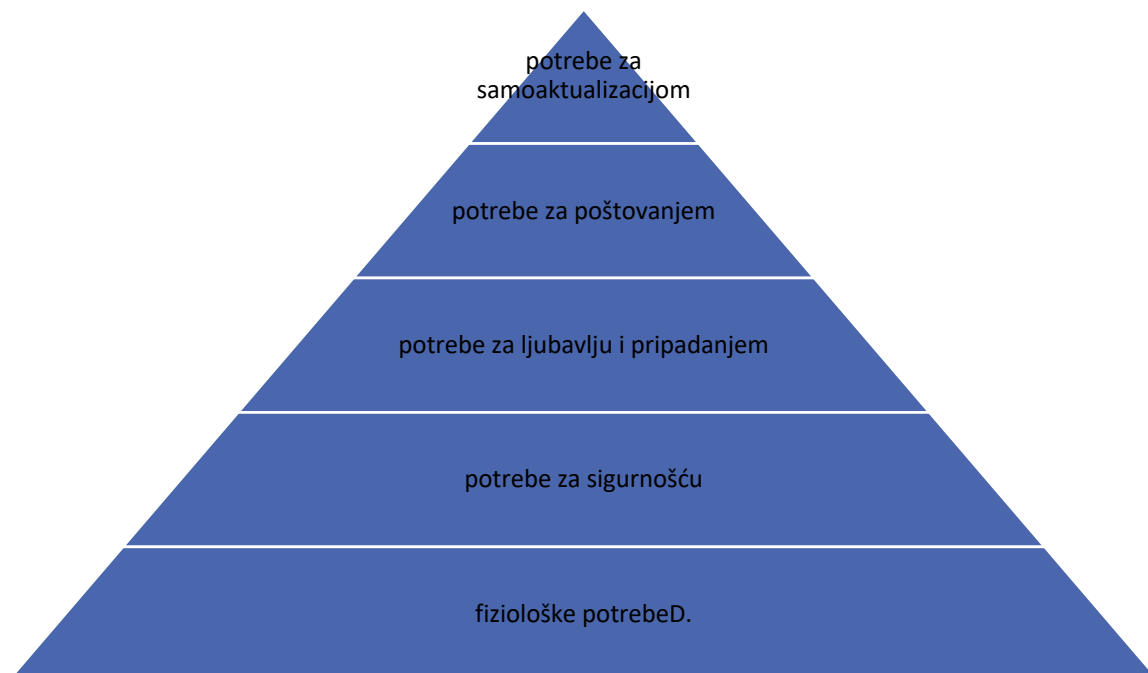 potrebe za
samoaktualizacijom
potrebe za poštovanjem
potrebe za ljubavlju i pripadanjem
potrebe za sigurnošću
fiziološke potrebeD.